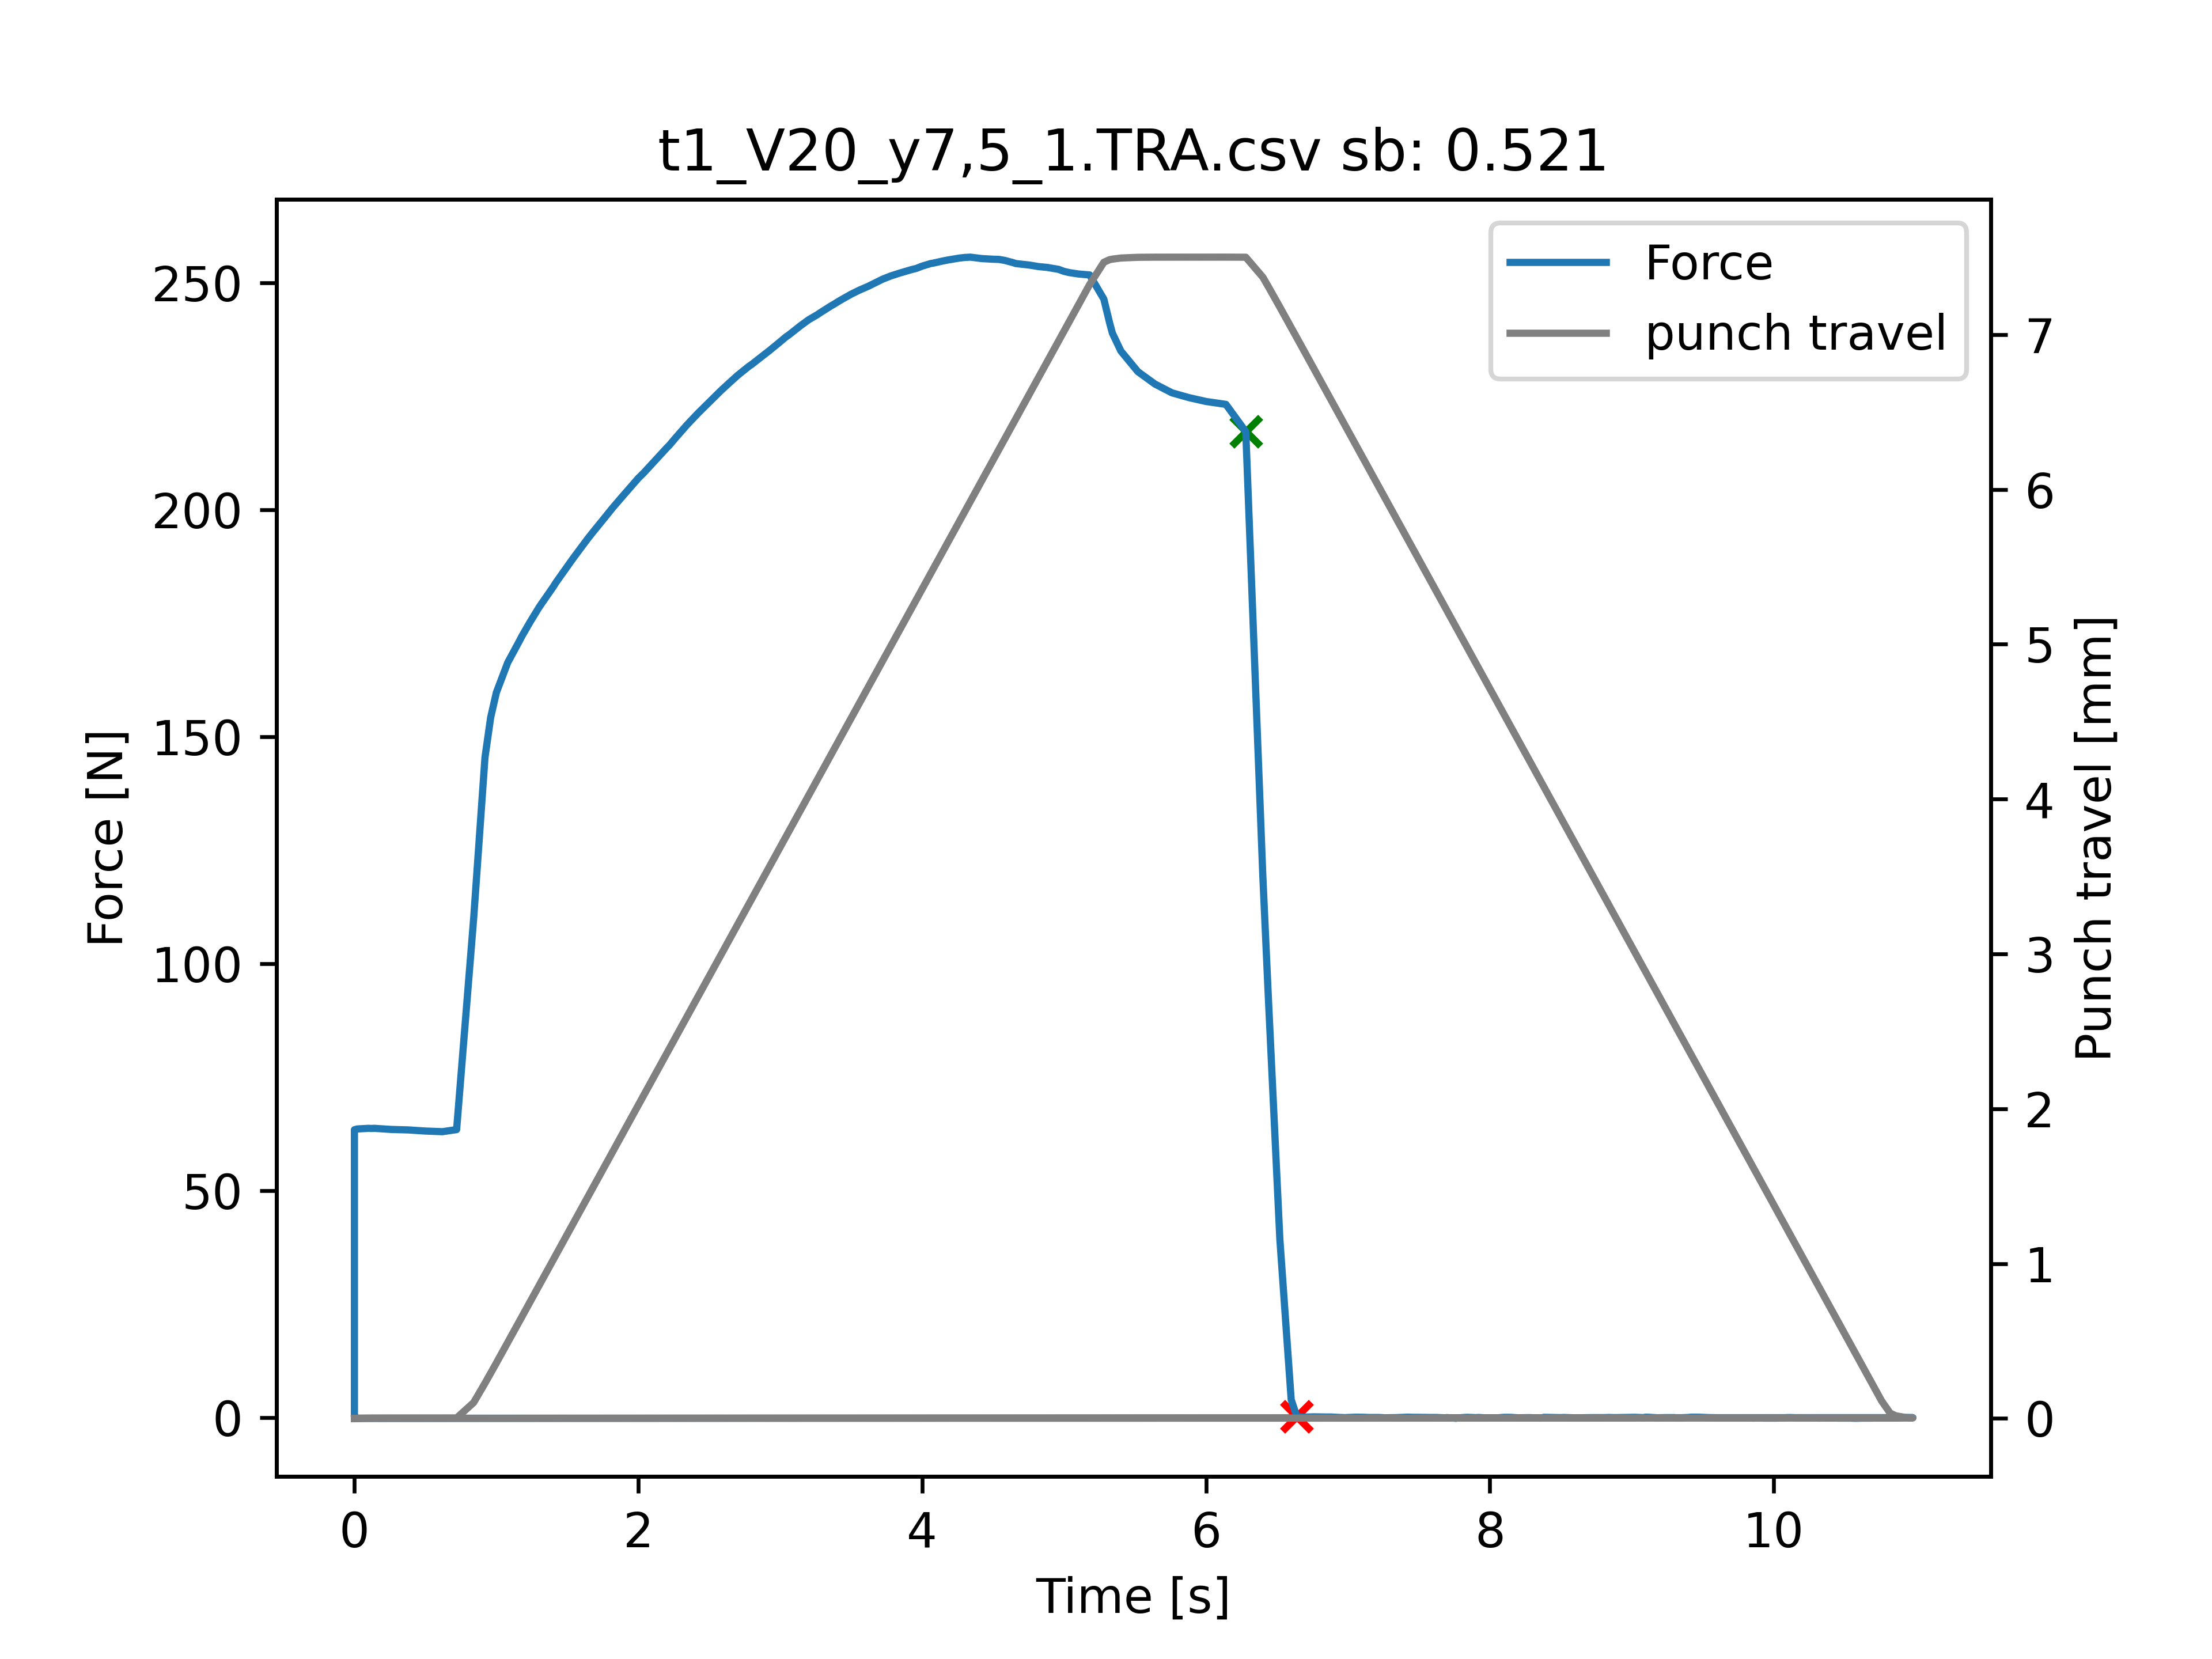 t1_V20_y7,5_1.TRA.csv sb: 0.521
Force
punch travel
Force [N]
250
200
150
100
50
0
7
6
5
4
3
2
1
0
Punch travel [mm]
0 2 4 6 8 10
Time [s]